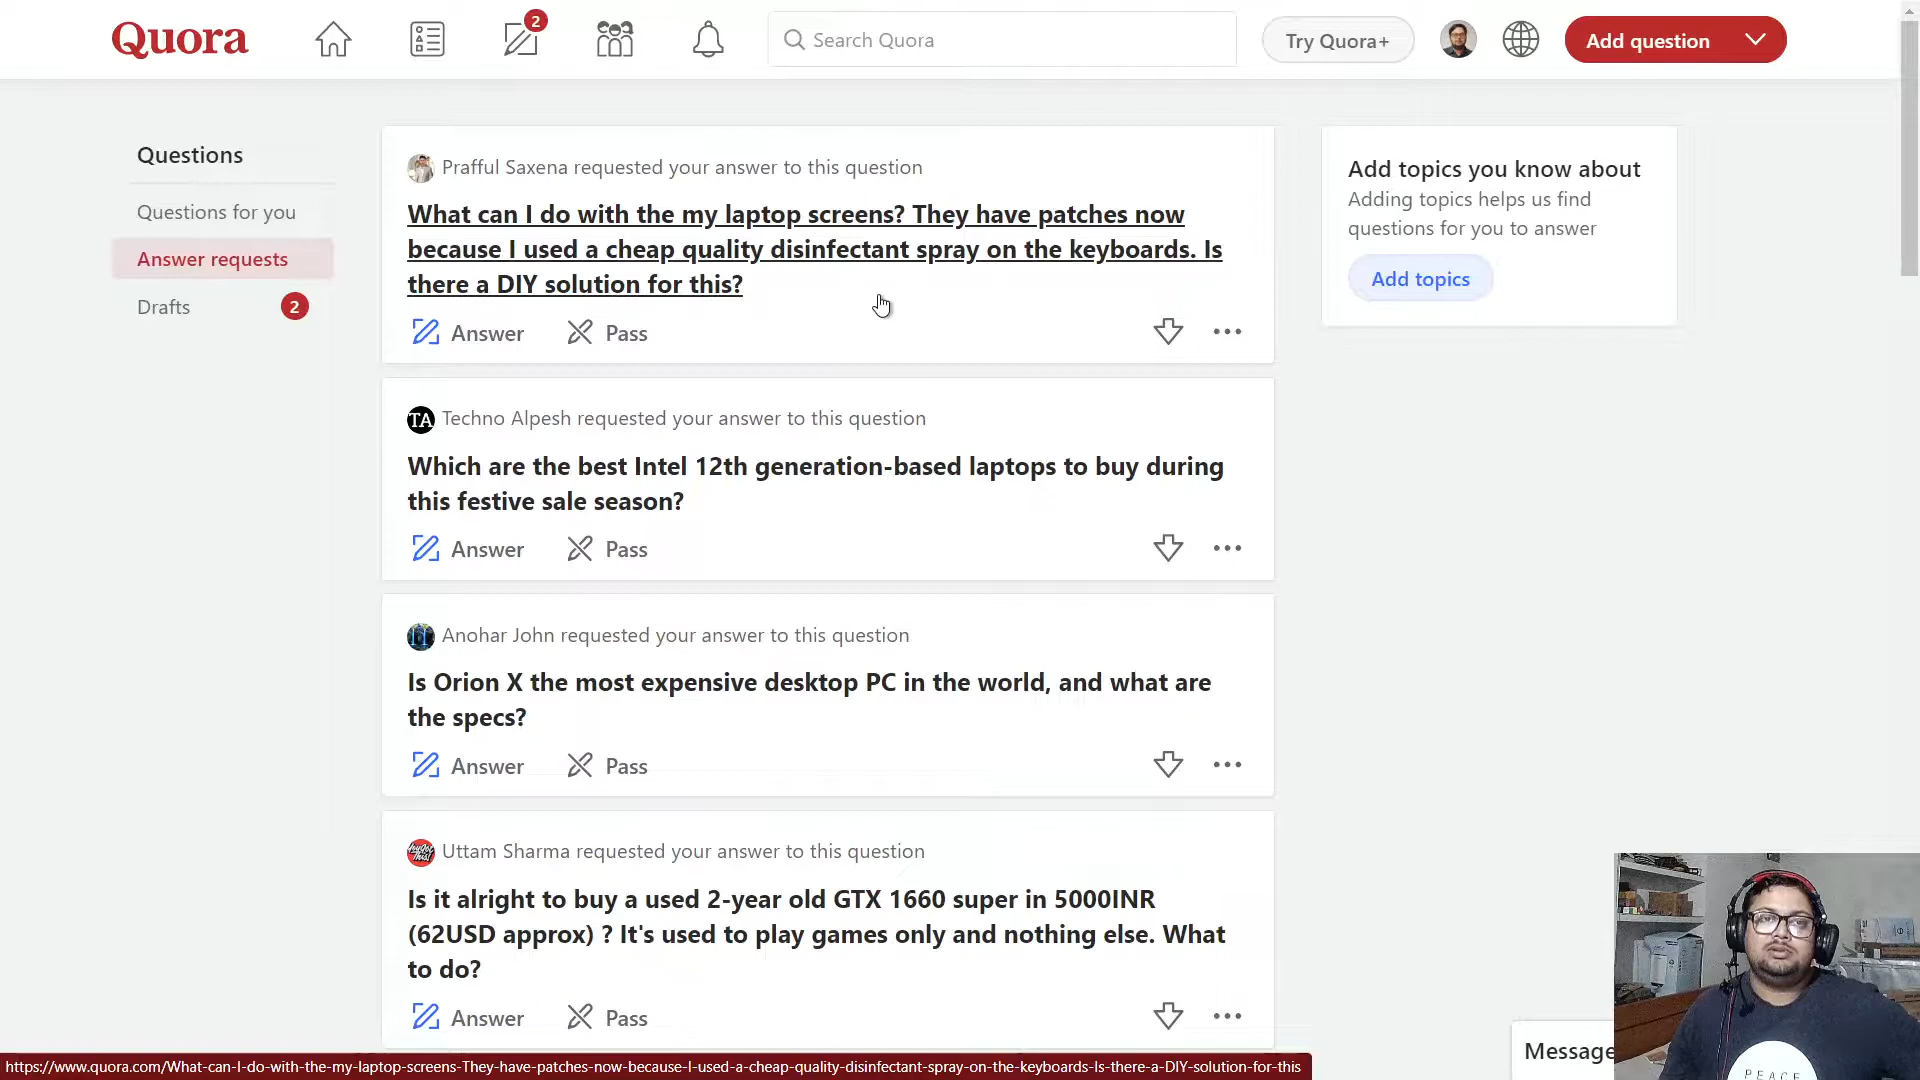 Quora
2
Search Quora
Try Quora+
Add question
Questions
Questions for you
Answer requests
Drafts
2
Prafful Saxena requested your answer to this question
What can I do with the my laptop screens? They have patches now
because I used a cheap quality disinfectant spray on the keyboards. Is
there a DIY solution for this?
Answer
Pass
TA
Techno Alpesh requested your answer to this question
Which are the best Intel 12th generation-based laptops to buy during
this festive sale season?
Answer
Pass
Anohar John requested your answer to this question
Is Orion X the most expensive desktop PC in the world, and what are
the specs?
Answer
Pass
Uttam Sharma requested your answer to this question
Is it alright to buy a used 2-year old GTX 1660 super in 5000INR
(62USD approx) ? It's used to play games only and nothing else. What
to do?
Answer
Pass
Add topics you know about
Adding topics helps us find
questions for you to answer
Add topics
Message
PEACE
https://www.quora.com/What-can-I-do-with-the-my-laptop-screens-They-have-patches-now-because-I-used-a-cheap-quality-disinfectant-spray-on-the-keyboards-Is-there-a-DIY-solution-for-this